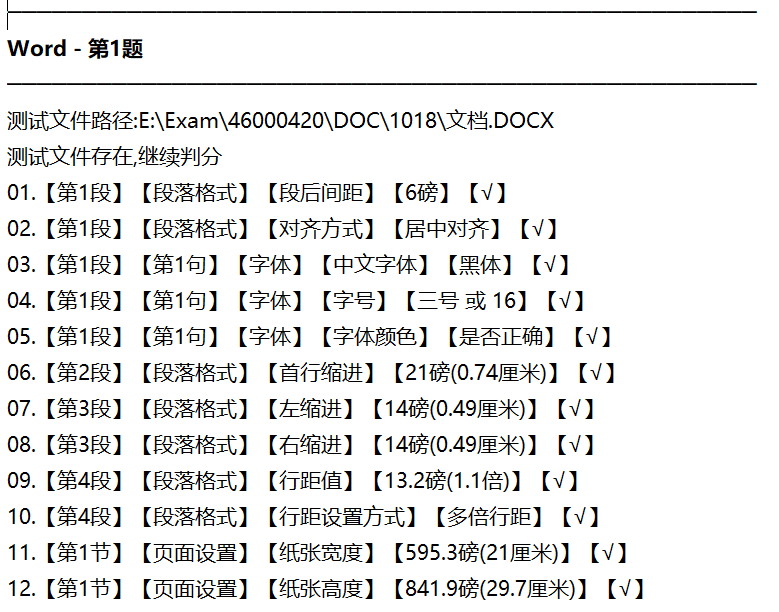 Word - 第1题
测试文件路径:E:\Exam\46000420\DOC\1018\文档.DOCX
测试文件存在,继续判分
01.【第1段】【段落格式】【段后间距】【6磅】【√】
02.【第1段】【段落格式】【对齐方式】【居中对齐】【√】
03.【第1段】【第1句】【字体】【中文字体】【黑体】【√】
04.【第1段】【第1句】【字体】【字号】【三号 或 16】【√】
05.【第1段】【第1句】【字体】【字体颜色】【是否正确】【√】
06.【第2段】【段落格式】【首行缩进】【21磅(0.74厘米)】【√】
07.【第3段】【段落格式】【左缩进】【14磅(0.49厘米)】【√】
08.【第3段】【段落格式】【右缩进】【14磅(0.49厘米)】【√】
09.【第4段】【段落格式】【行距值】【13.2磅(1.1倍)】【√】
10.【第4段】【段落格式】【行距设置方式】【多倍行距】【√】
11.【第1节】【页面设置】【纸张宽度】【595.3磅(21厘米)】【√】
12.【第1节】【页面设置】【纸张高度】【841.9磅(29.7厘米)】【√】